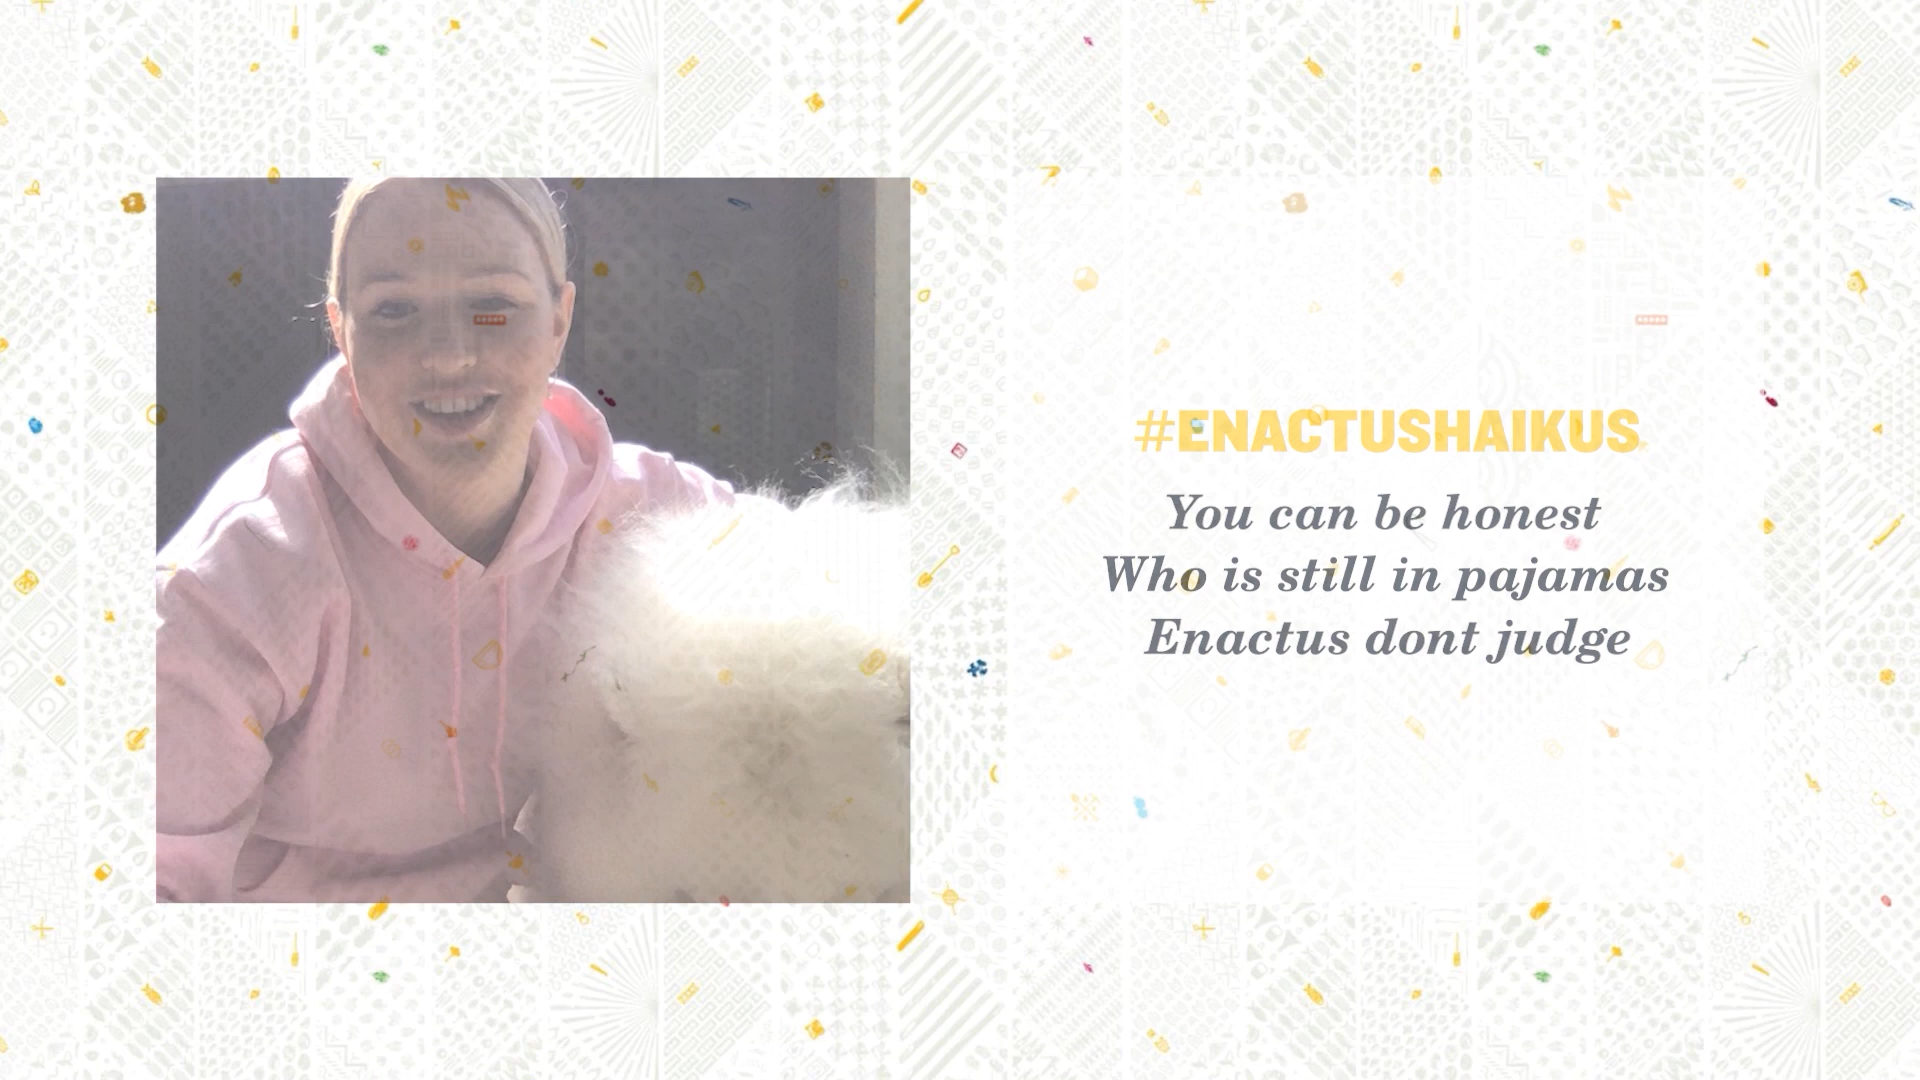 #ENACTUSHAIKUS
You can be honest
Who is still in pajamas
Enactus dont judge